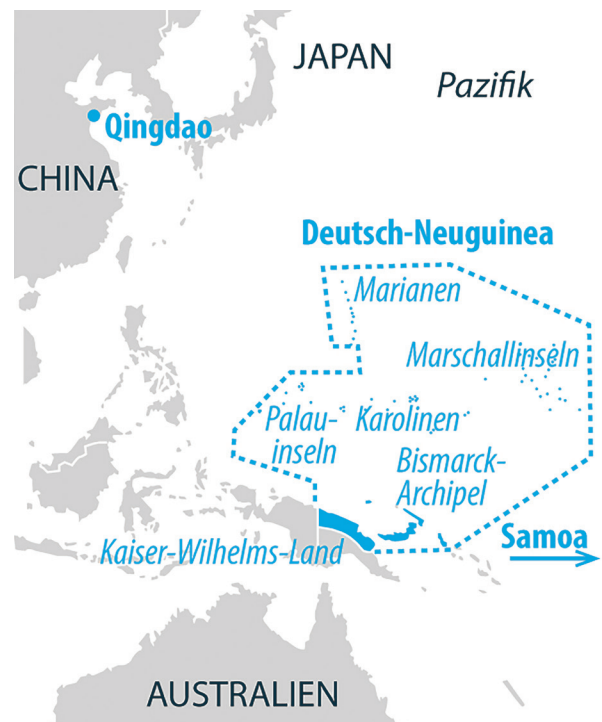 JAPAN
Pazifik
Qingdao
CHINA
Deutsch-Neuguinea
Marianen
Marschallinseln
Palau-
inseln
Karolinen
Bismarck-
Archipel
Samoa
Kaiser-Wilhelms-Land
AUSTRALIEN